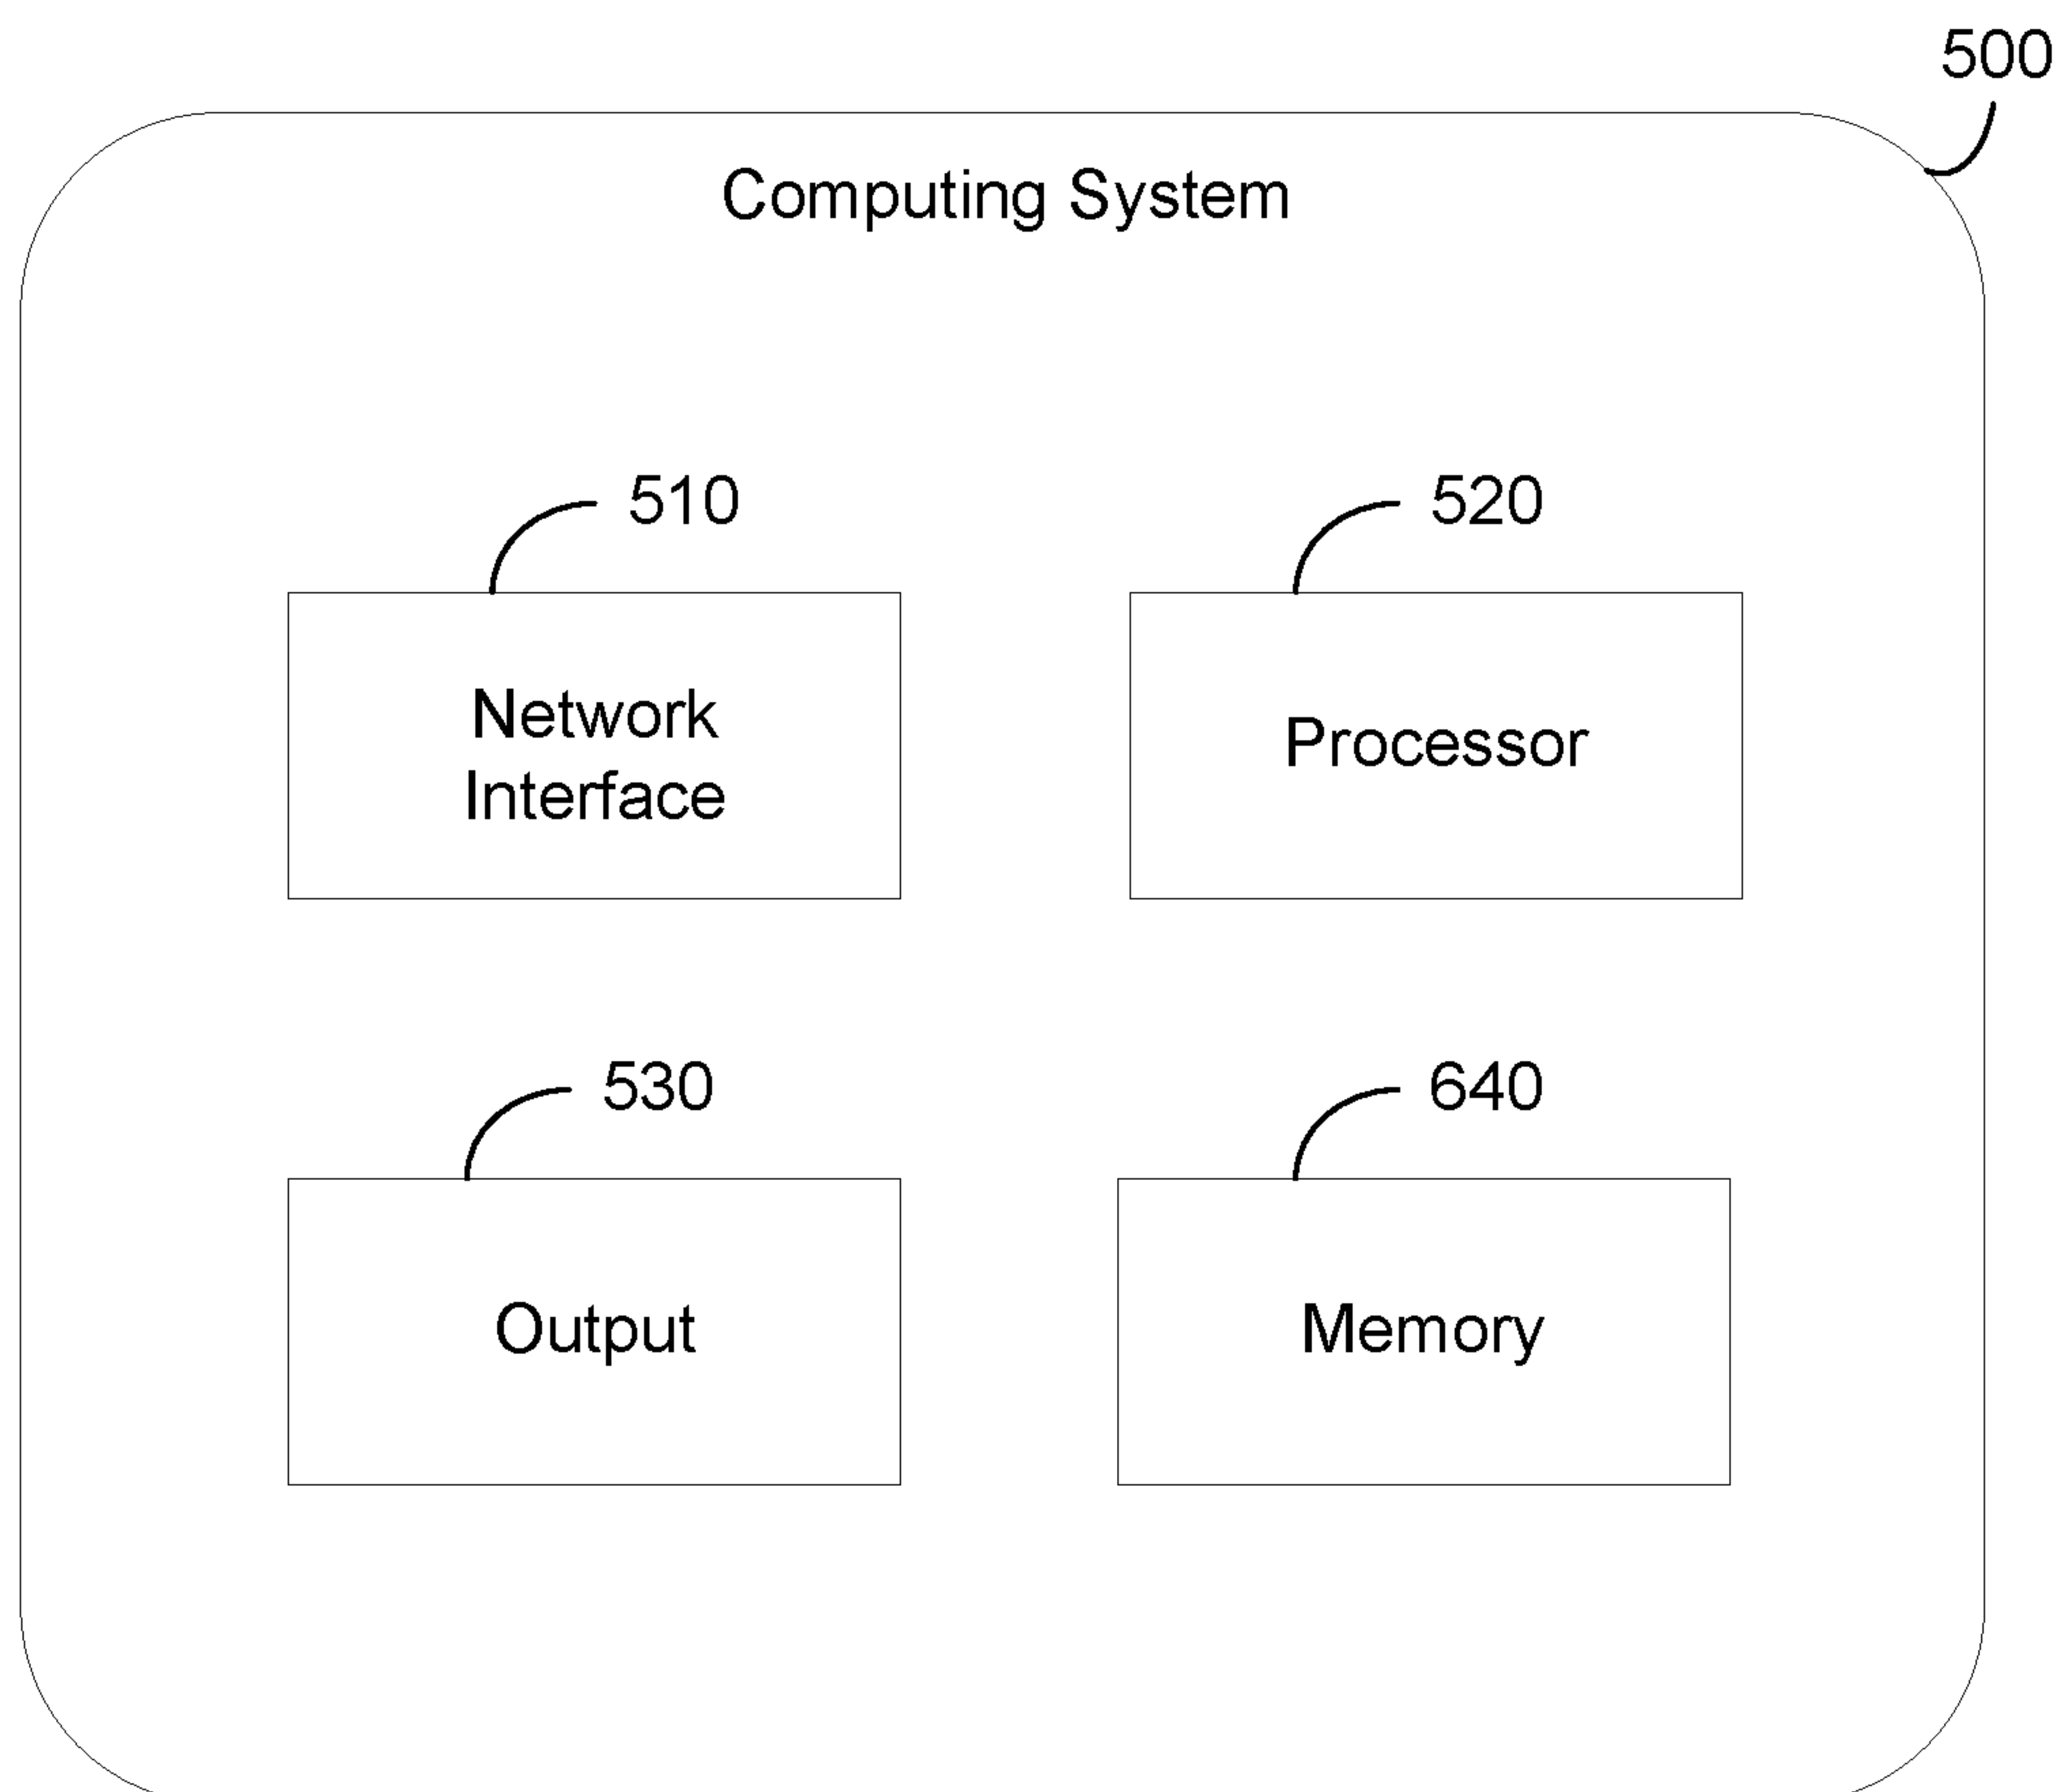 500
Computing System
510
520
Network
Interface
Processor
530
640
Output
Memory